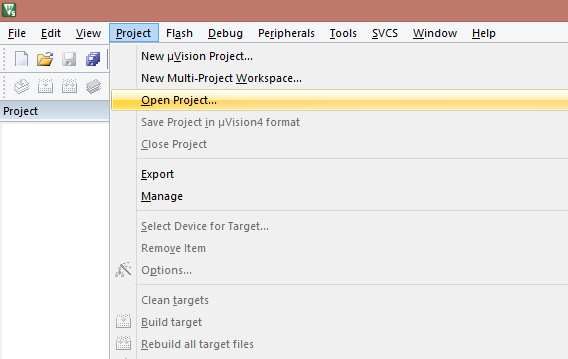 File Edit View Project Flash Debug Peripherals Tools SVCS Window Help
New µVision Project...
New Multi-Project Workspace...
Open Project...
Project
Save Project in µVision4 format
Close Project
Export
Manage
Select Device for Target...
Remove Item
Options...
Clean targets
Build target
Rebuild all target files